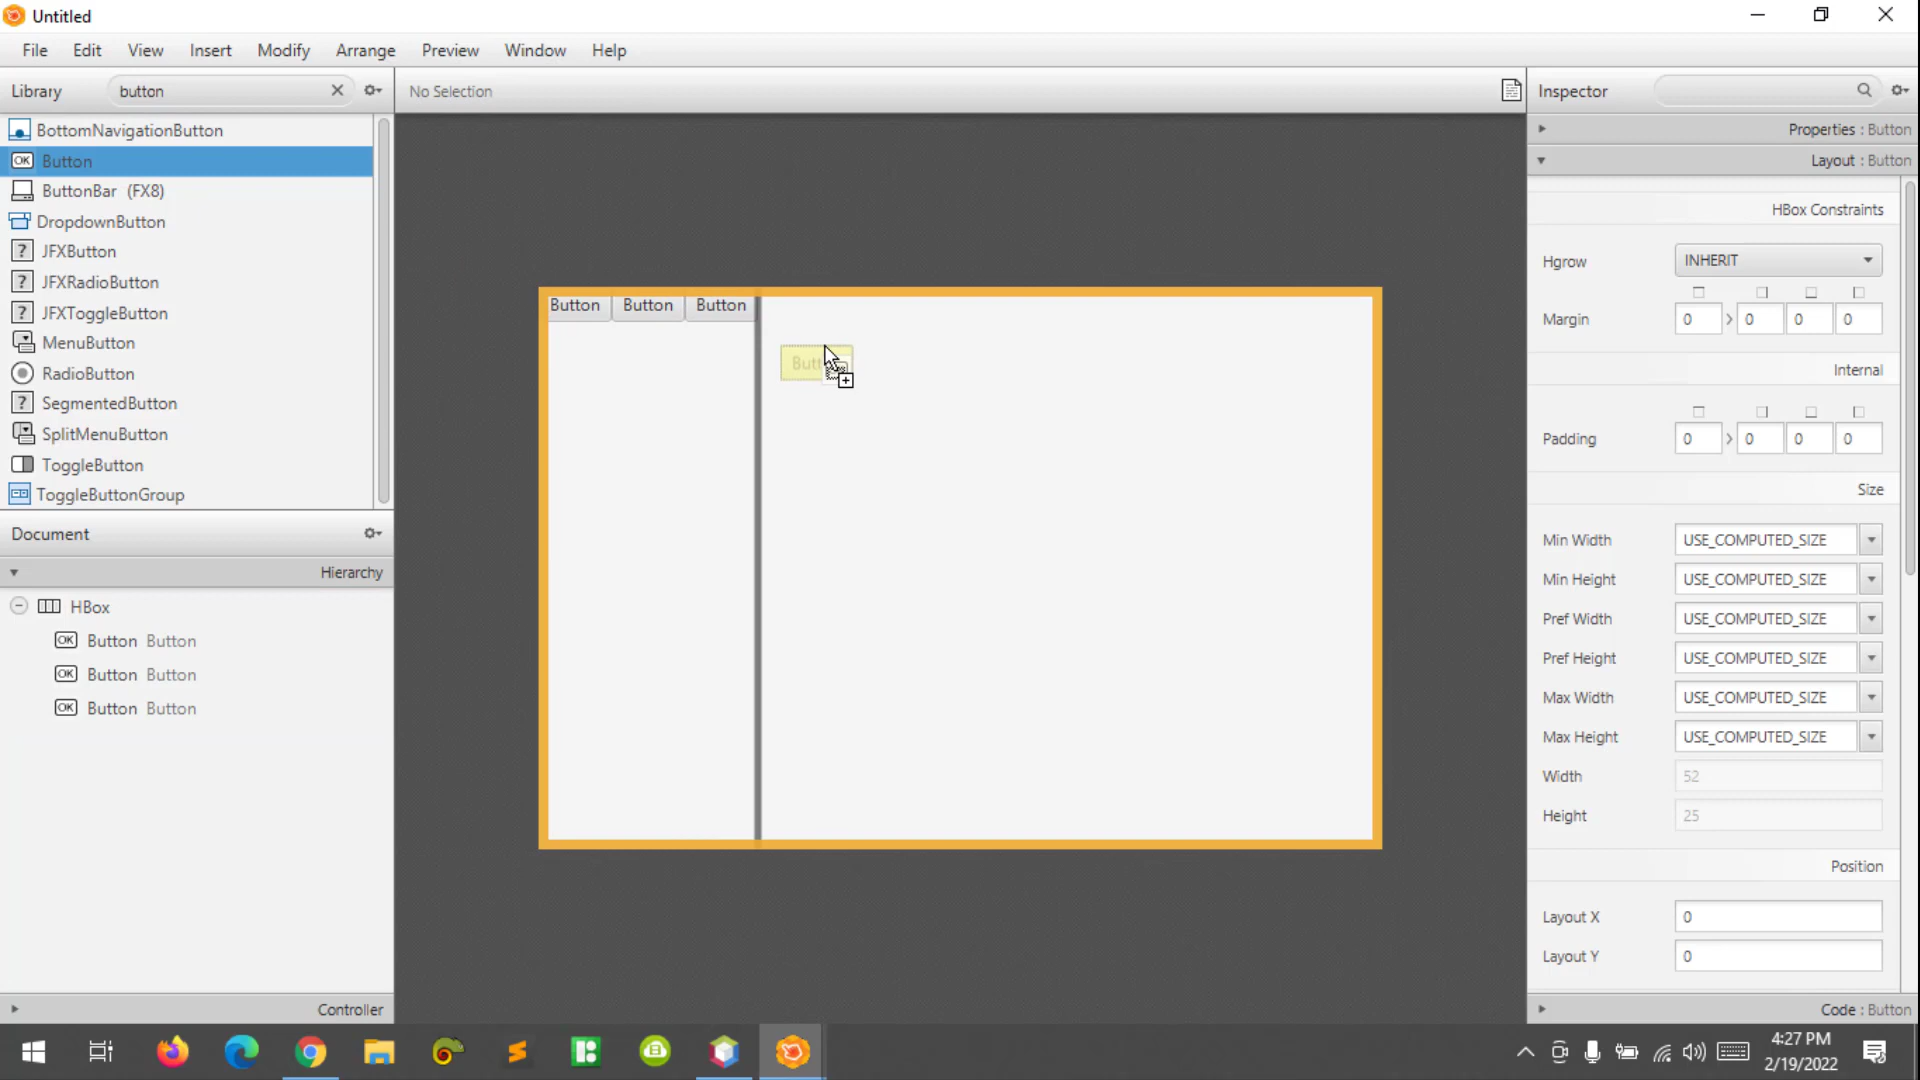 Untitled
File Edit View Insert Modify Arrange Preview Window Help
Library button No Selection Inspector
BottomNavigationButton
Button
ButtonBar (FX8)
DropdownButton
JFXButton
JFXRadioButton
JFXToggleButton
MenuButton
RadioButton
SegmentedButton
SplitMenuButton
ToggleButton
ToggleButtonGroup
Document
Hierarchy
HBox
Button Button
Button Button
Button Button
Controller
Button Button Button
Properties : Button
Layout : Button
HBox Constraints
Hgrow INHERIT
Margin 0 0 0 0
Internal
Padding 0 0 0 0
Size
Min Width USE_COMPUTED_SIZE
Min Height USE_COMPUTED_SIZE
Pref Width USE_COMPUTED_SIZE
Pref Height USE_COMPUTED_SIZE
Max Width USE_COMPUTED_SIZE
Max Height USE_COMPUTED_SIZE
Width 52
Height 25
Position
Layout X 0
Layout Y 0
Code : Button
4:27 PM
2/19/2022